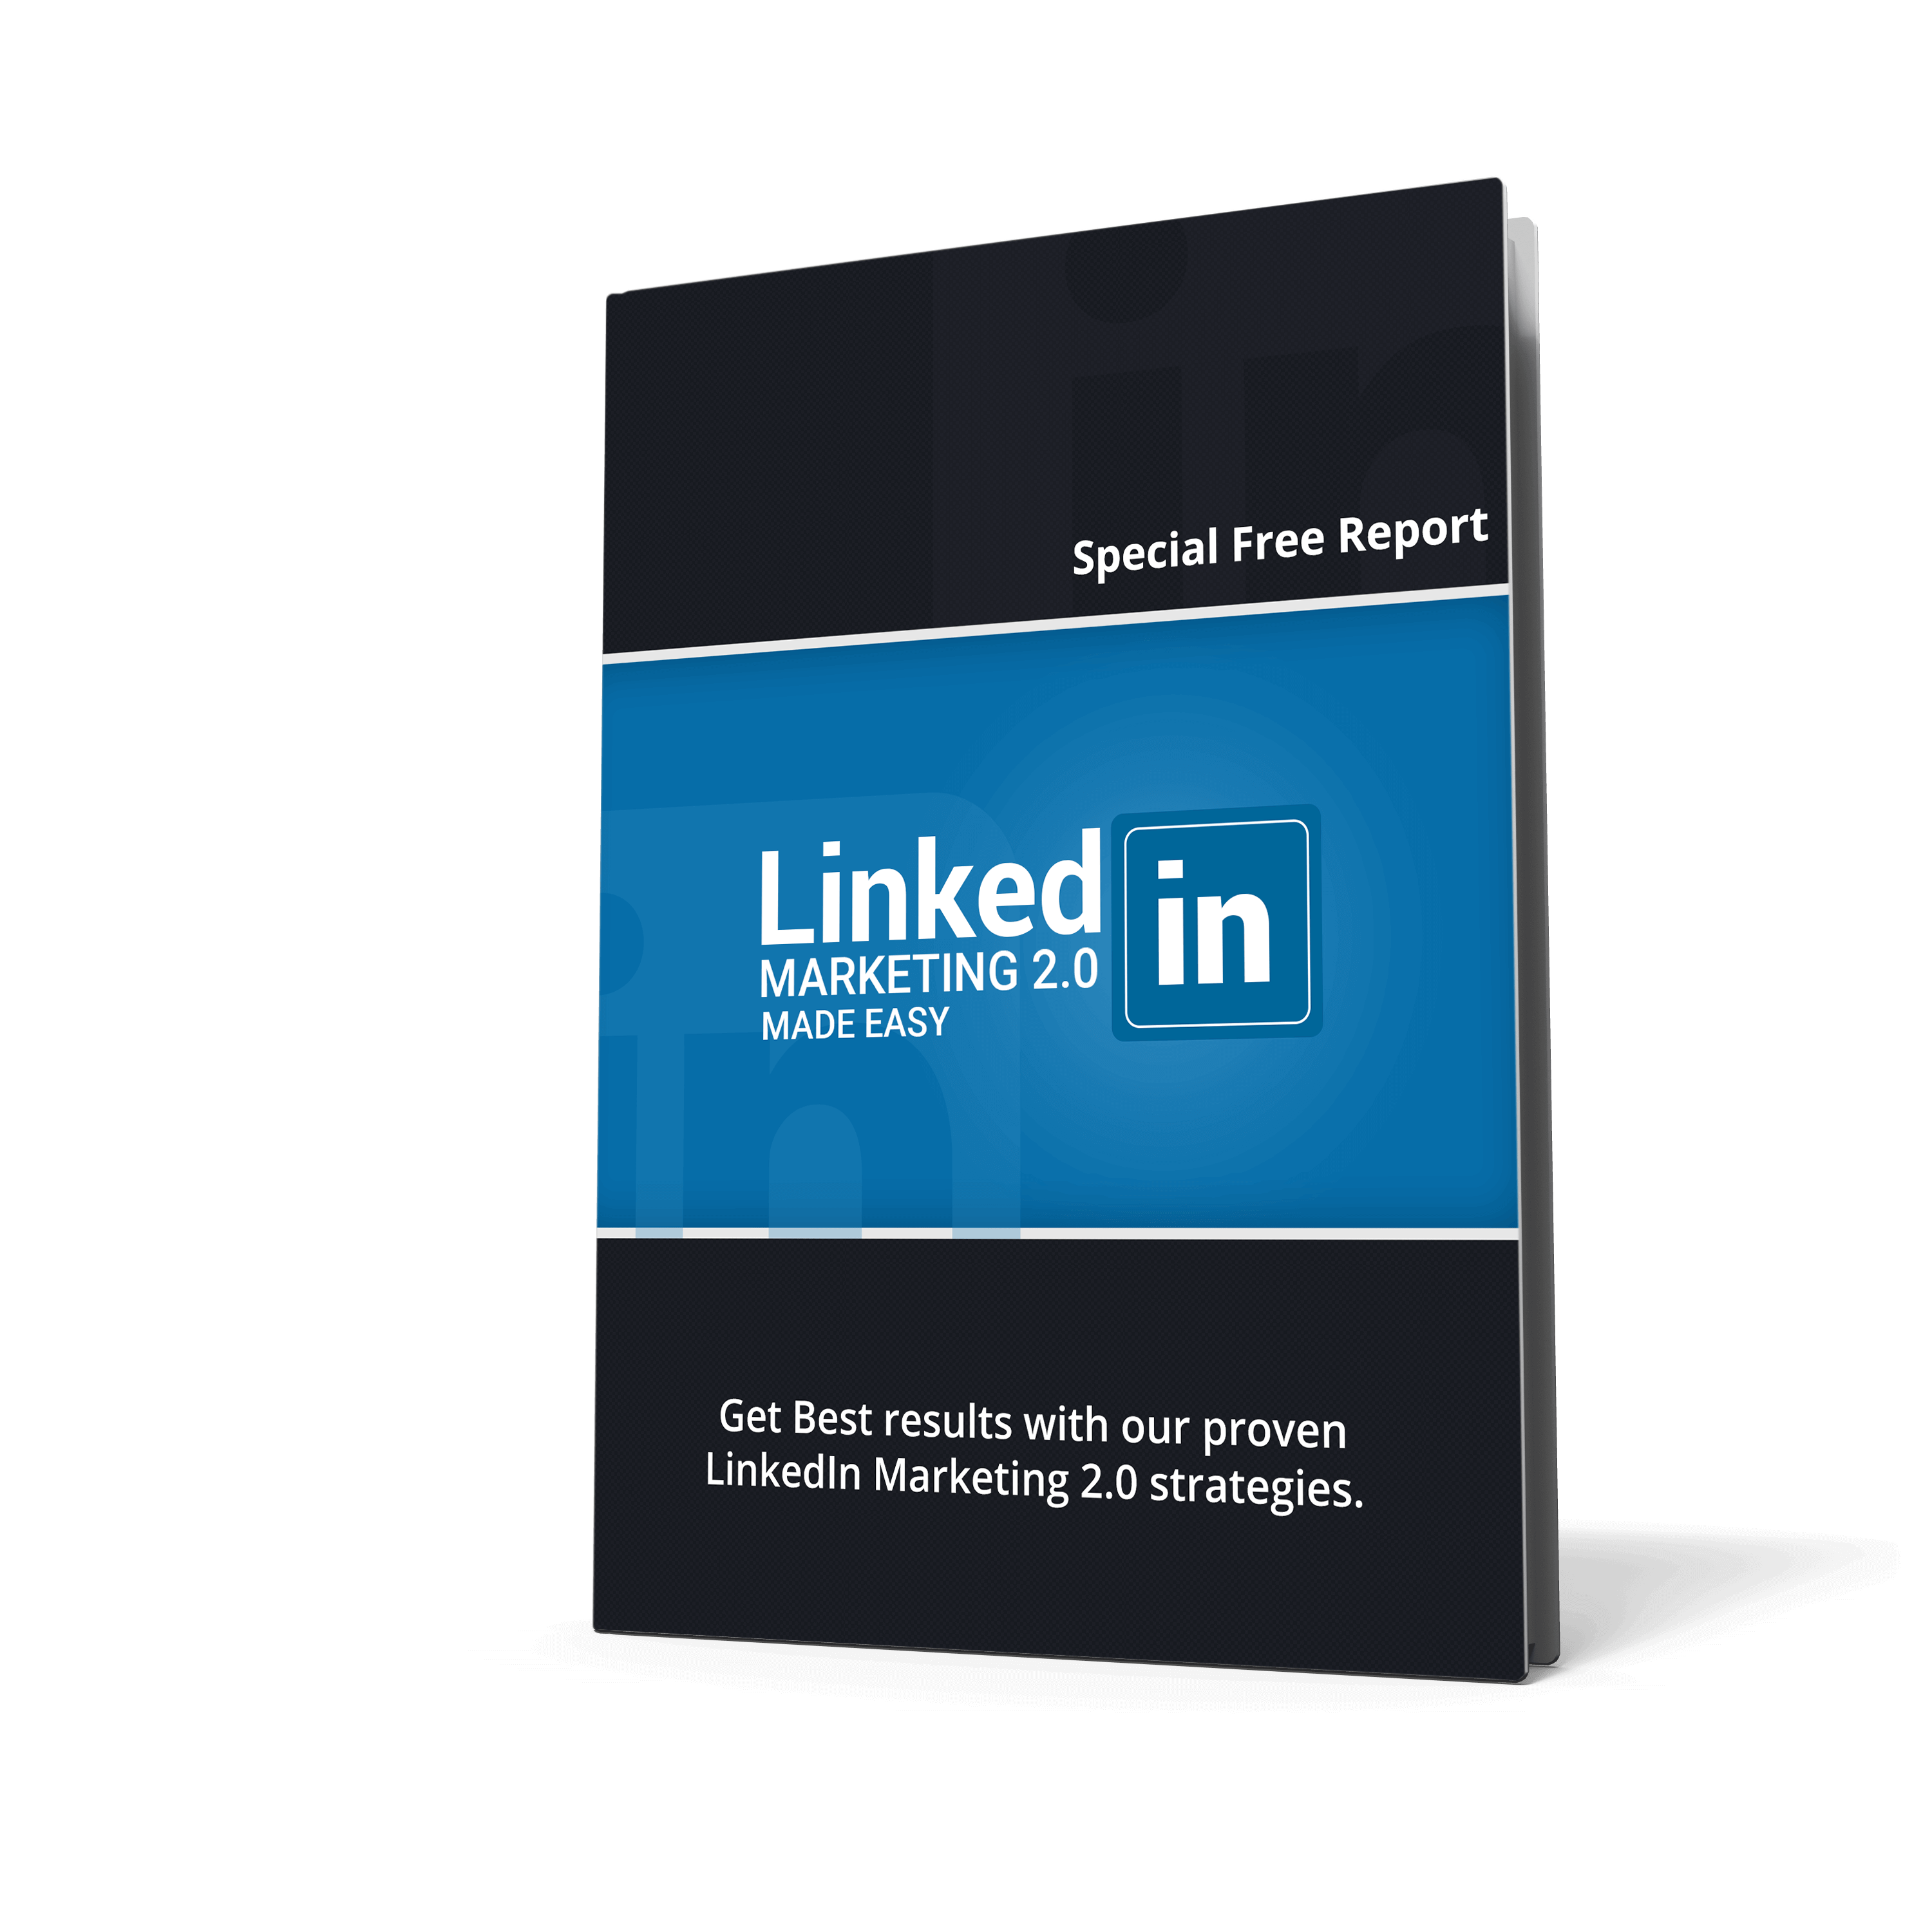 Special Free Report
Linked in
MARKETING 2.0
MADE EASY
Get Best results with our proven
LinkedIn Marketing 2.0 strategies.